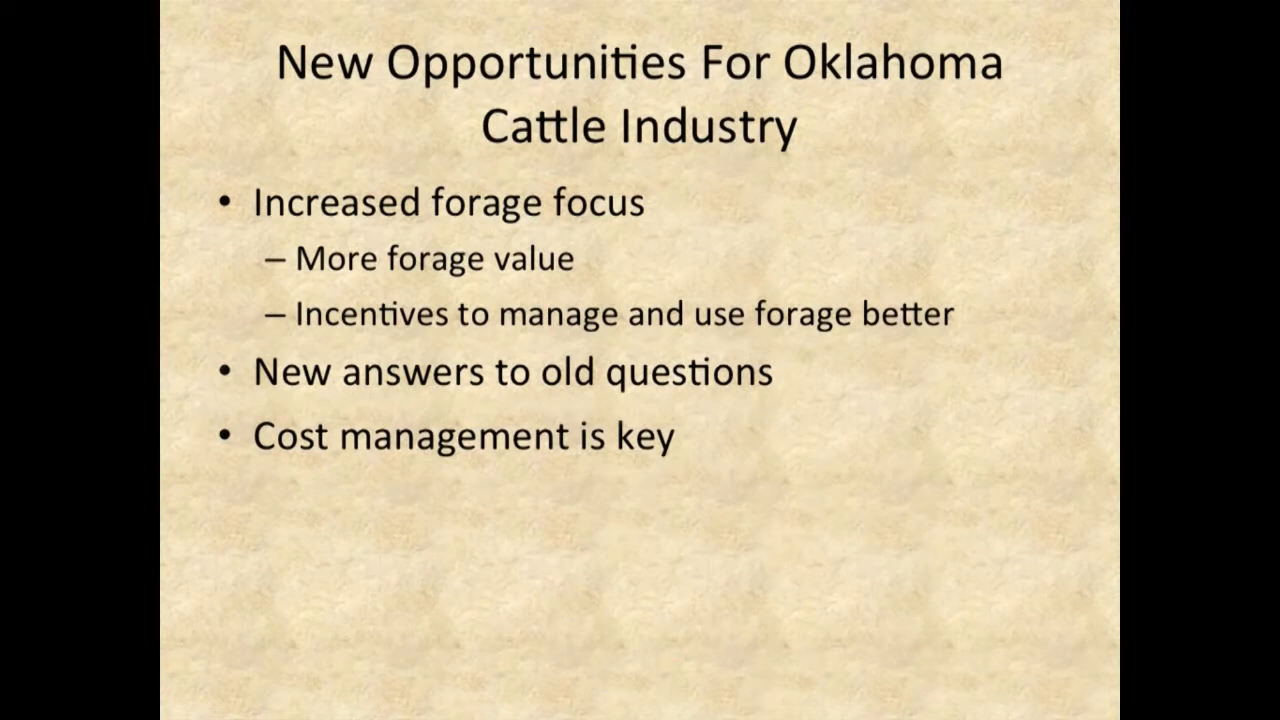 New Opportunities For Oklahoma
Cattle Industry
• Increased forage focus
– More forage value
– Incentives to manage and use forage better
• New answers to old questions
• Cost management is key